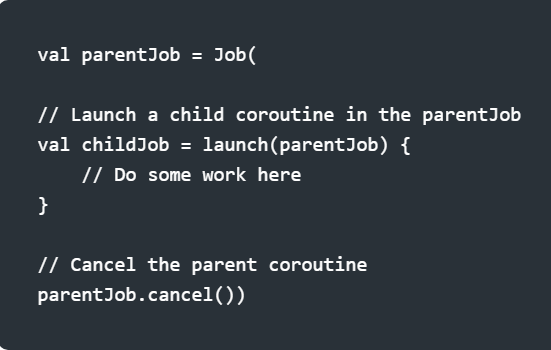 val parentJob = Job(
// Launch a child coroutine in the parentJob
val childJob = launch(parentJob) {
    // Do some work here
}
// Cancel the parent coroutine
parentJob.cancel())